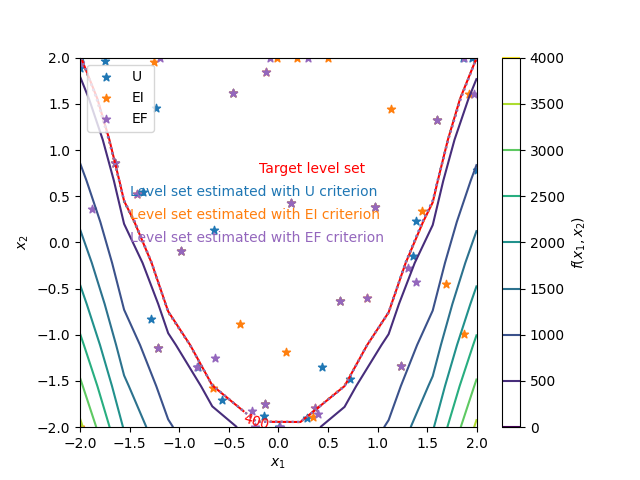 U
EI
EF
Target level set
Level set estimated with U criterion
Level set estimated with EI criterion
Level set estimated with EF criterion
400
2.0
1.5
1.0
0.5
0.0
−0.5
−1.0
−1.5
−2.0
x₂
−2.0 −1.5 −1.0 −0.5 0.0 0.5 1.0 1.5 2.0
x₁
4000
3500
3000
2500
2000
1500
1000
500
0
f(x₁, x₂)